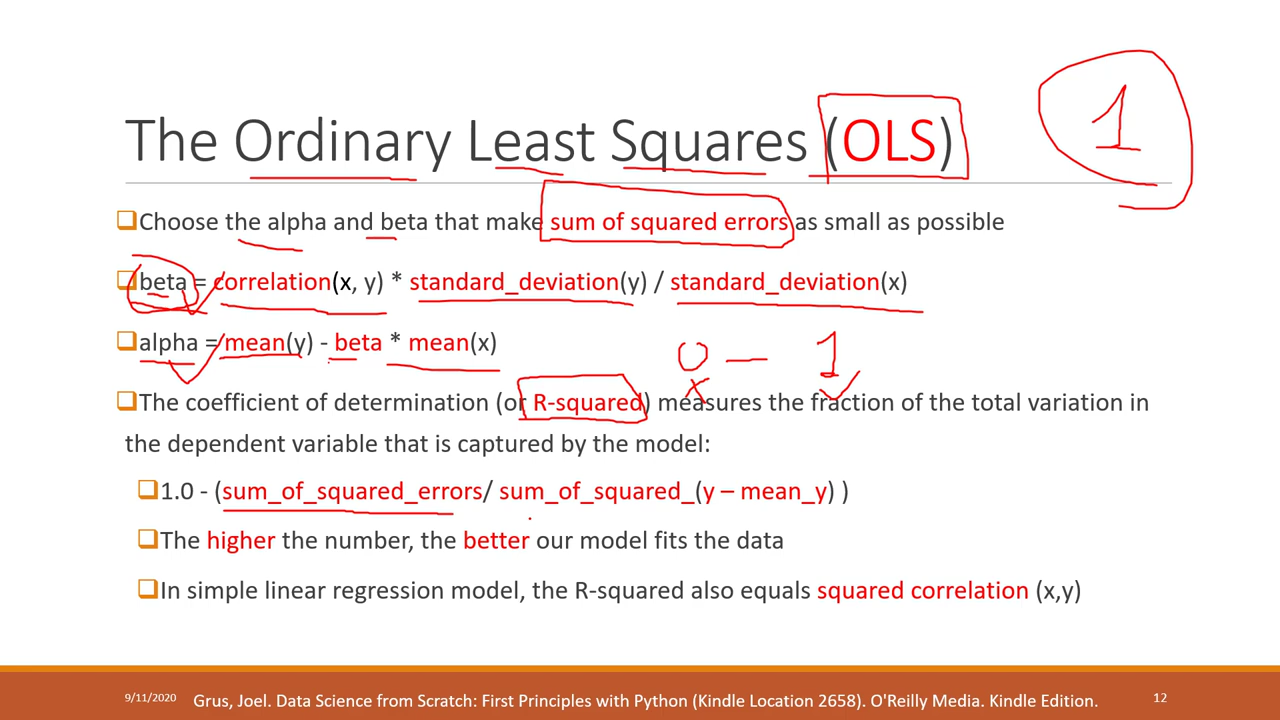 1
The Ordinary Least Squares (OLS)
❑Choose the alpha and beta that make sum of squared errors as small as possible
❑beta = correlation(x, y) * standard_deviation(y) / standard_deviation(x)
❑alpha = mean(y) - beta * mean(x)
0 — 1
❑The coefficient of determination (or R-squared) measures the fraction of the total variation in
the dependent variable that is captured by the model:
❑1.0 - (sum_of_squared_errors/ sum_of_squared_(y – mean_y) )
❑The higher the number, the better our model fits the data
❑In simple linear regression model, the R-squared also equals squared correlation (x,y)
9/11/2020 Grus, Joel. Data Science from Scratch: First Principles with Python (Kindle Location 2658). O'Reilly Media. Kindle Edition. 12